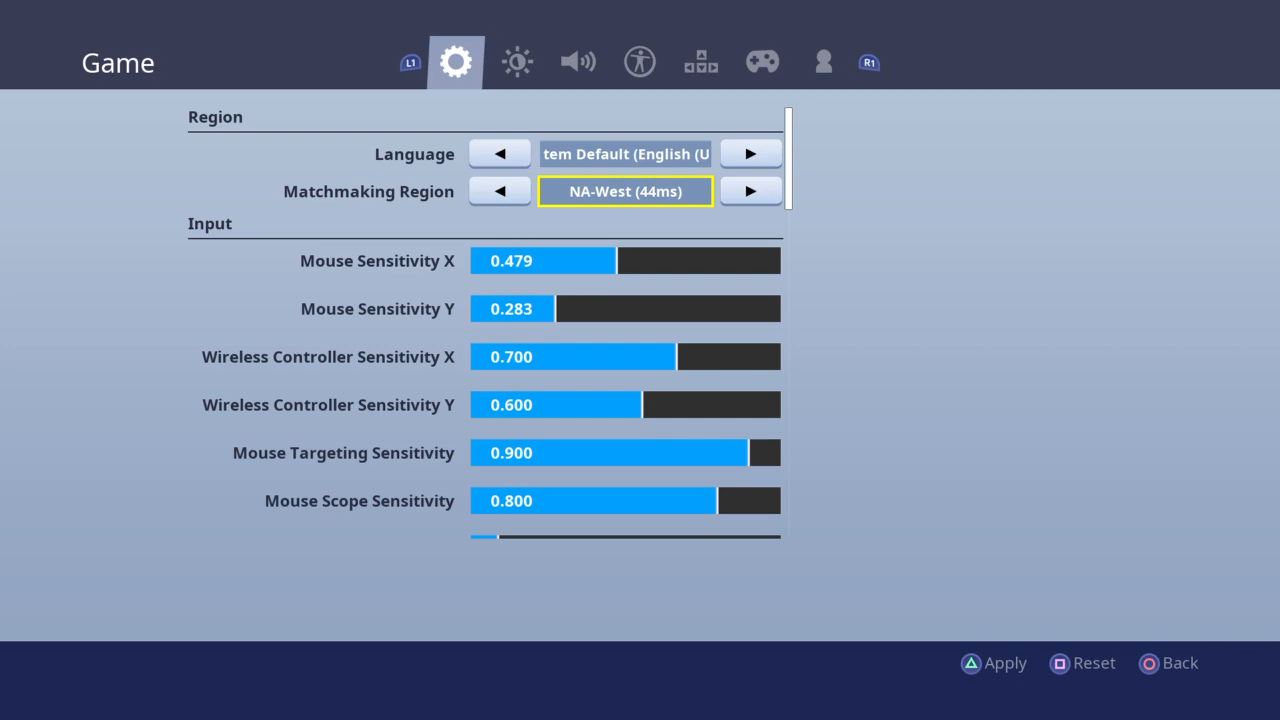 Game
L1
R1
Region
Language
tem Default (English (U
Matchmaking Region
NA-West (44ms)
Input
Mouse Sensitivity X
0.479
Mouse Sensitivity Y
0.283
Wireless Controller Sensitivity X
0.700
Wireless Controller Sensitivity Y
0.600
Mouse Targeting Sensitivity
0.900
Mouse Scope Sensitivity
0.800
Apply
Reset
Back